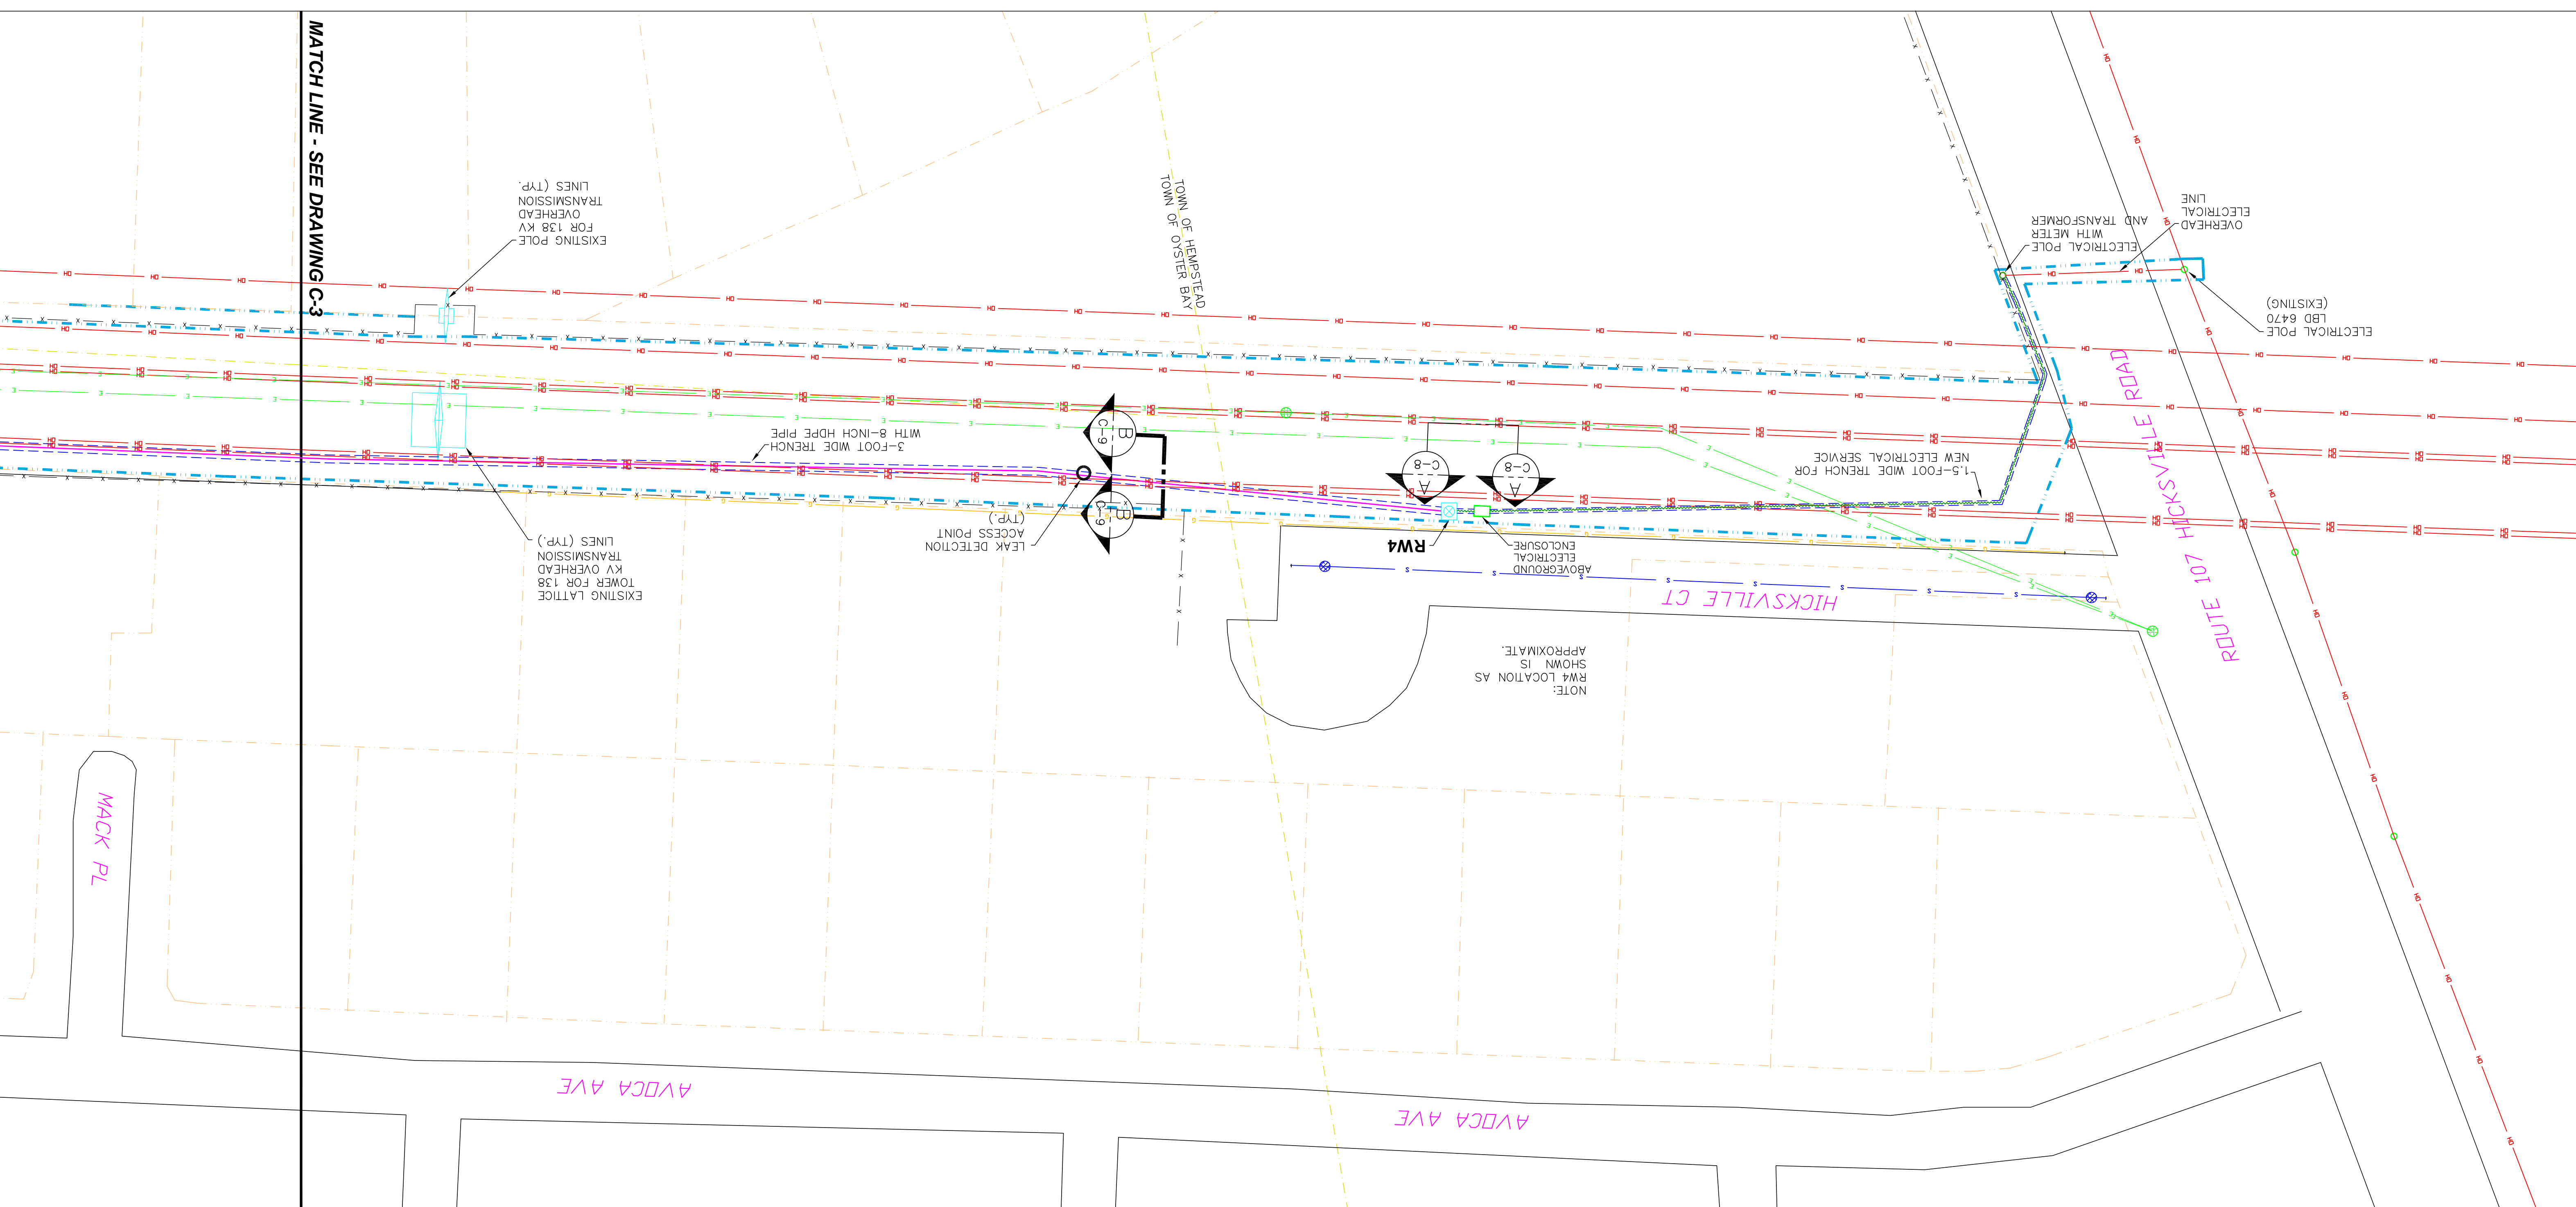 MATCH LINE - SEE DRAWING C-3
EXISTING POLE
FOR 138 KV
OVERHEAD
TRANSMISSION
LINES (TYP.
TOWN OF HEMPSTEAD
TOWN OF OYSTER BAY
ELECTRICAL POLE
WITH METER
AND TRANSFORMER
OVERHEAD
ELECTRICAL
LINE
ELECTRICAL POLE
LBD 6470
(EXISTING)
ROUTE 107 HICKSVILLE ROAD
3-FOOT WIDE TRENCH
WITH 8-INCH HDPE PIPE
B
C-9
B
C-9
A
C-8
A
C-8
1.5-FOOT WIDE TRENCH FOR
NEW ELECTRICAL SERVICE
LEAK DETECTION
ACCESS POINT
(TYP.)
RW4
ABOVEGROUND
ELECTRICAL
ENCLOSURE
EXISTING LATTICE
TOWER FOR 138
KV OVERHEAD
TRANSMISSION
LINES (TYP.)
HICKSVILLE CT
NOTE:
RW4 LOCATION AS
SHOWN IS
APPROXIMATE.
MACK PL
AVOCA AVE
AVOCA AVE